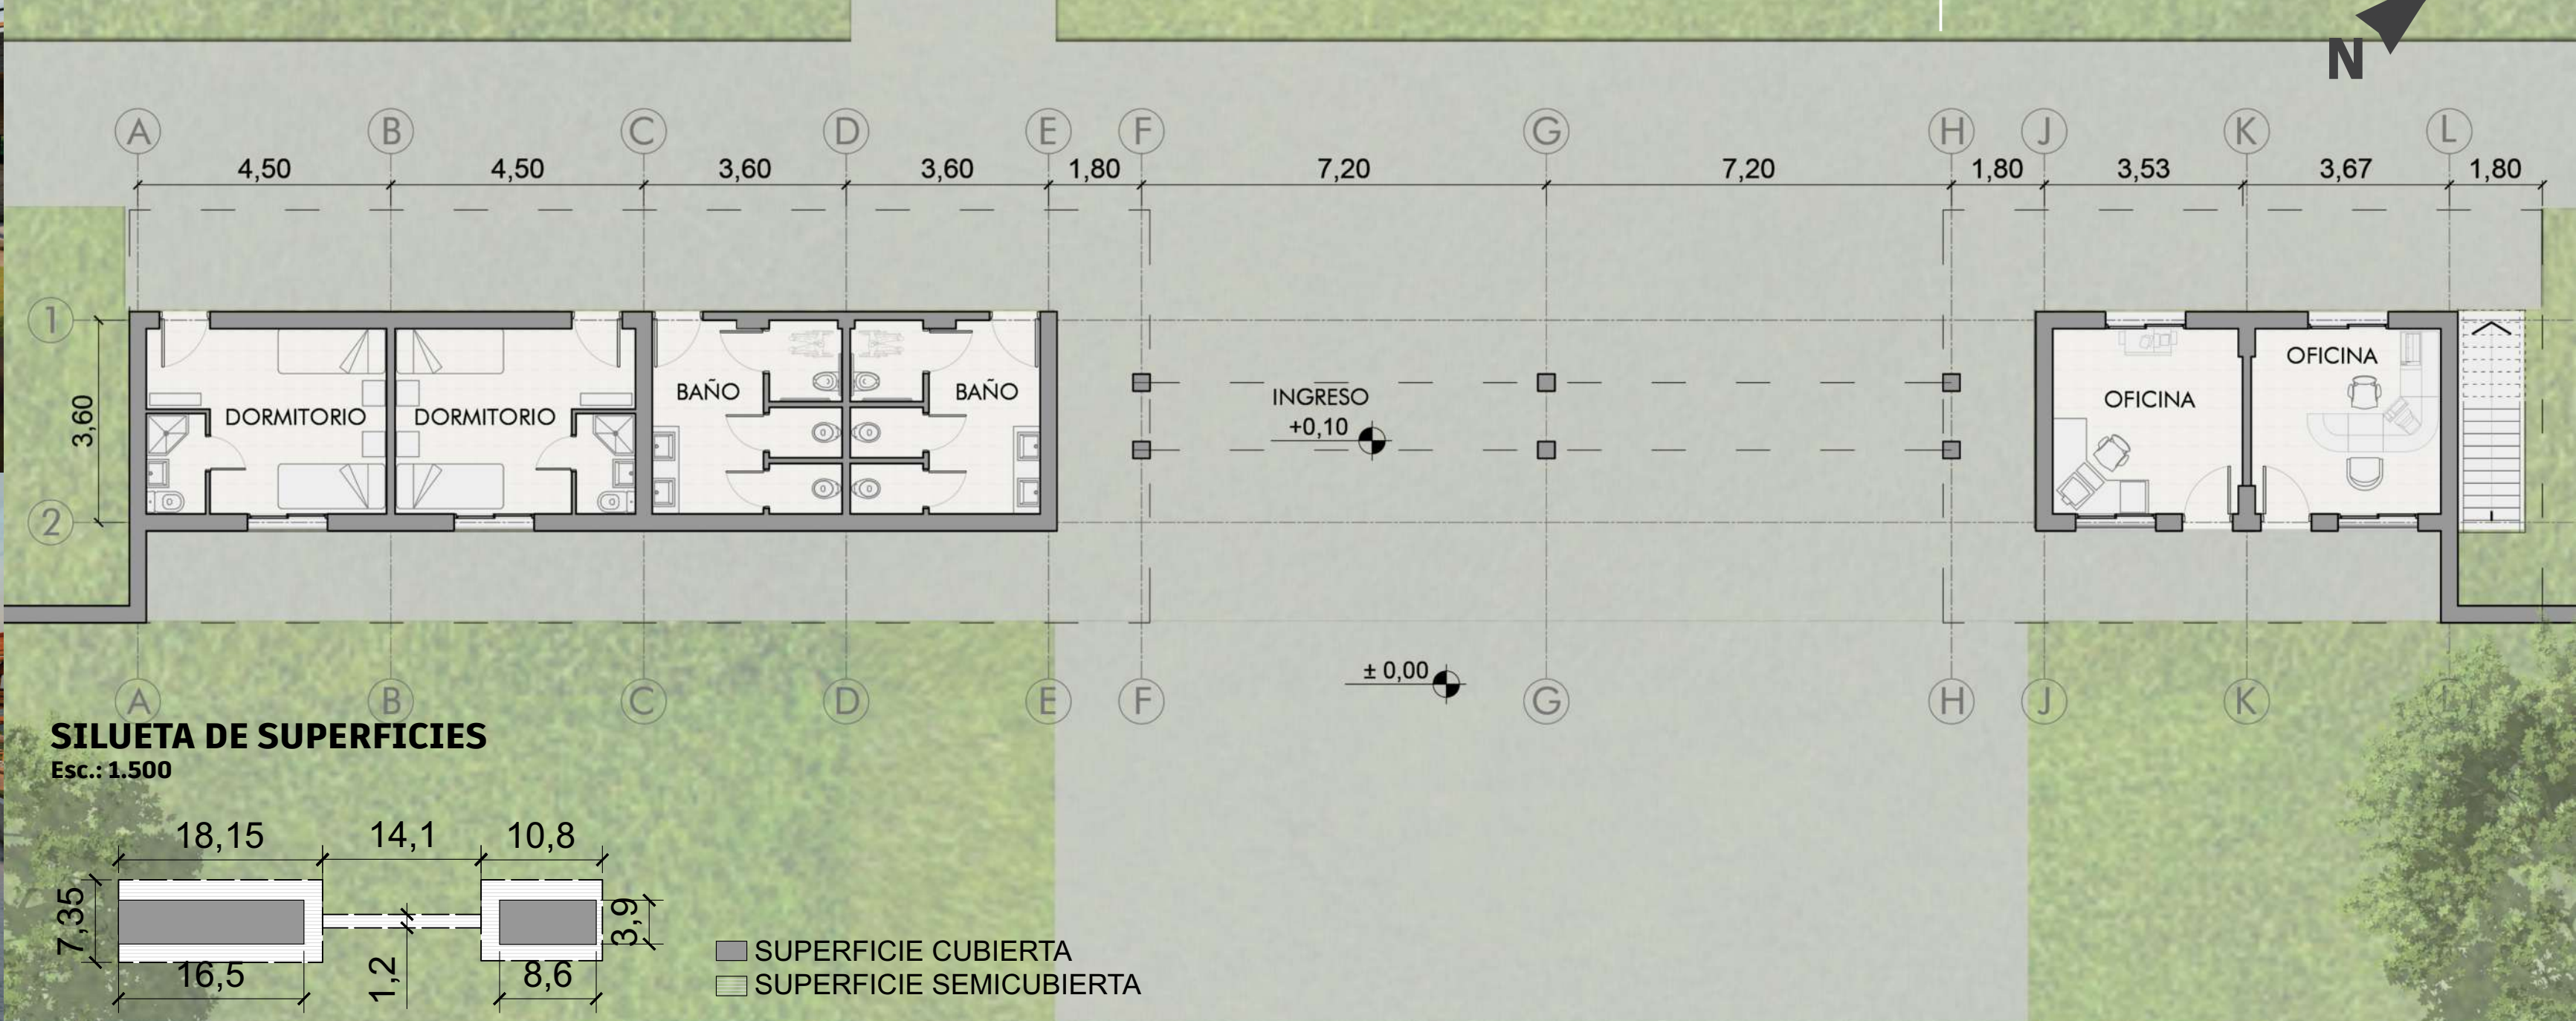 N
A B C D E F G H J K L
4,50 4,50 3,60 3,60 1,80 7,20 7,20 1,80 3,53 3,67 1,80
1
OFICINA
BAÑO BAÑO INGRESO OFICINA
DORMITORIO DORMITORIO
3,60
+0,10
2
± 0,00
A B C D E F G H J K
SILUETA DE SUPERFICIES
Esc.: 1.500
18,15 14,1 10,8
7,35
3,9
16,5
1,2
8,6
SUPERFICIE CUBIERTA
SUPERFICIE SEMICUBIERTA